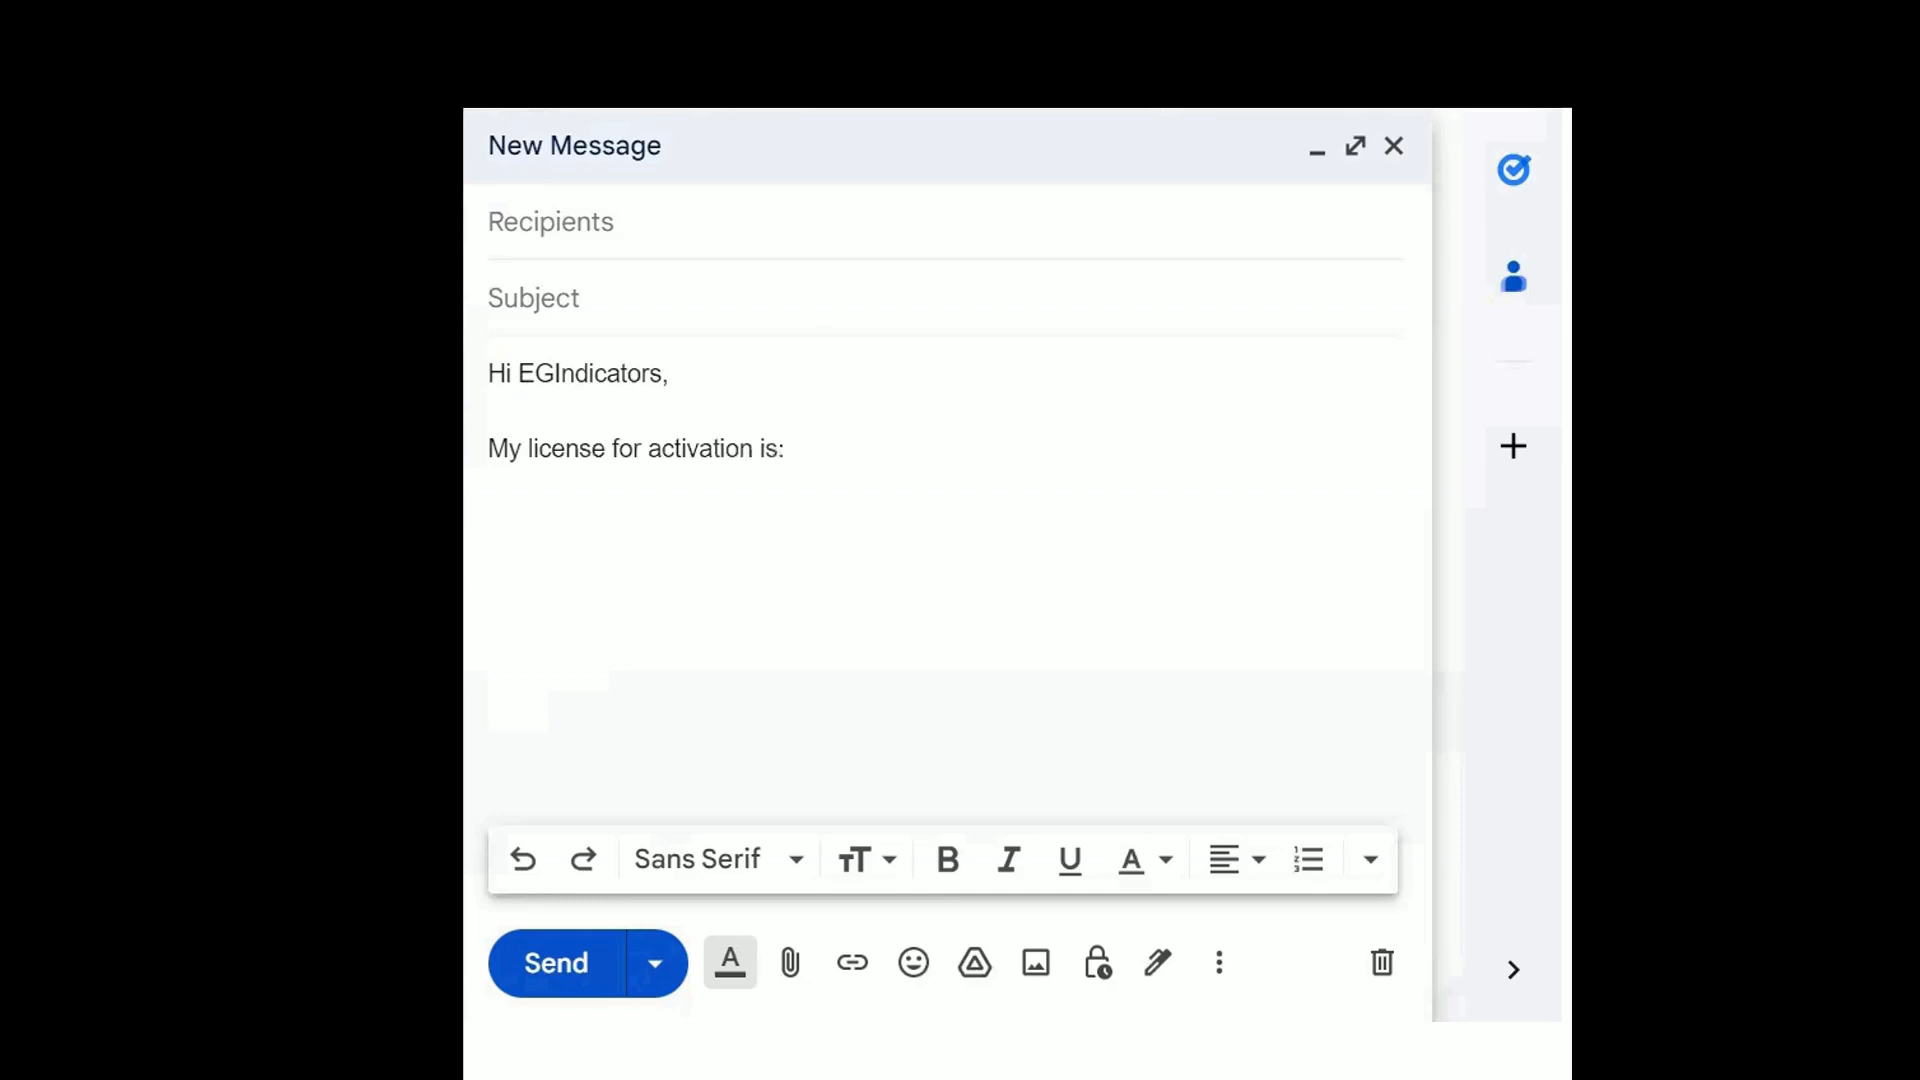 New Message
Recipients
Subject
Hi EGIndicators,
My license for activation is:
Sans Serif
Send